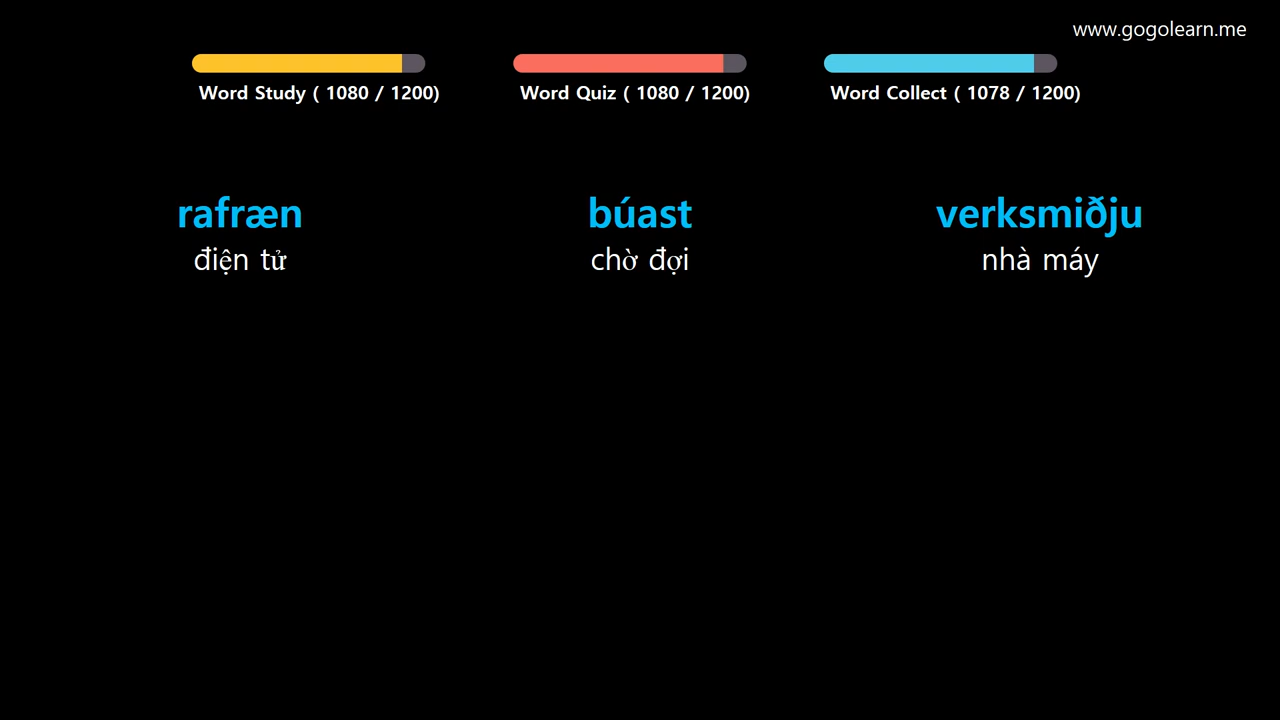 www.gogolearn.me
Word Study ( 1080 / 1200)
Word Quiz ( 1080 / 1200)
Word Collect ( 1078 / 1200)
rafræn
điện tử
búast
chờ đợi
verksmiðju
nhà máy